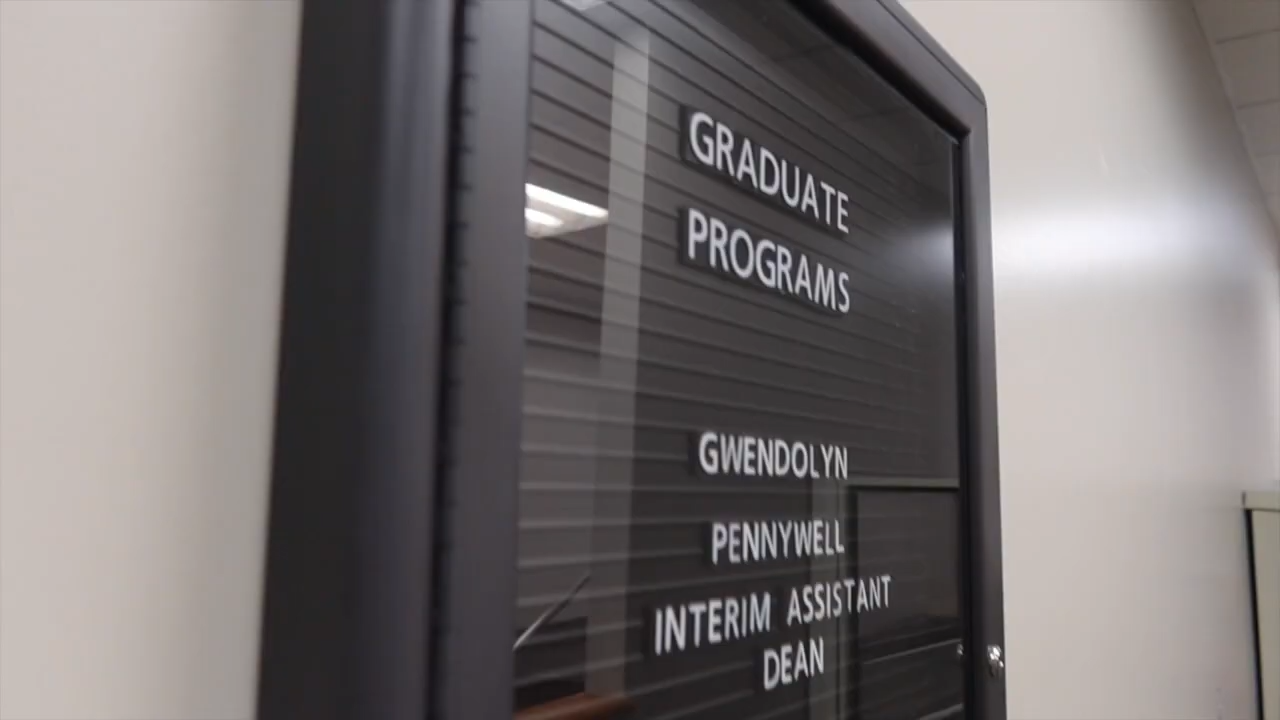 GRADUATE
PROGRAMS
GWENDOLYN
PENNYWELL
INTERIM ASSISTANT
DEAN